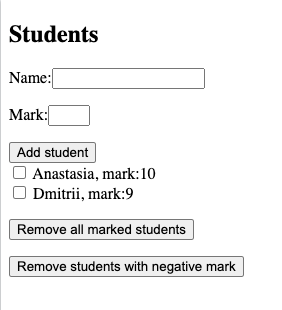 Students
Name:
Mark:
Add student
Anastasia, mark:10
Dmitrii, mark:9
Remove all marked students
Remove students with negative mark